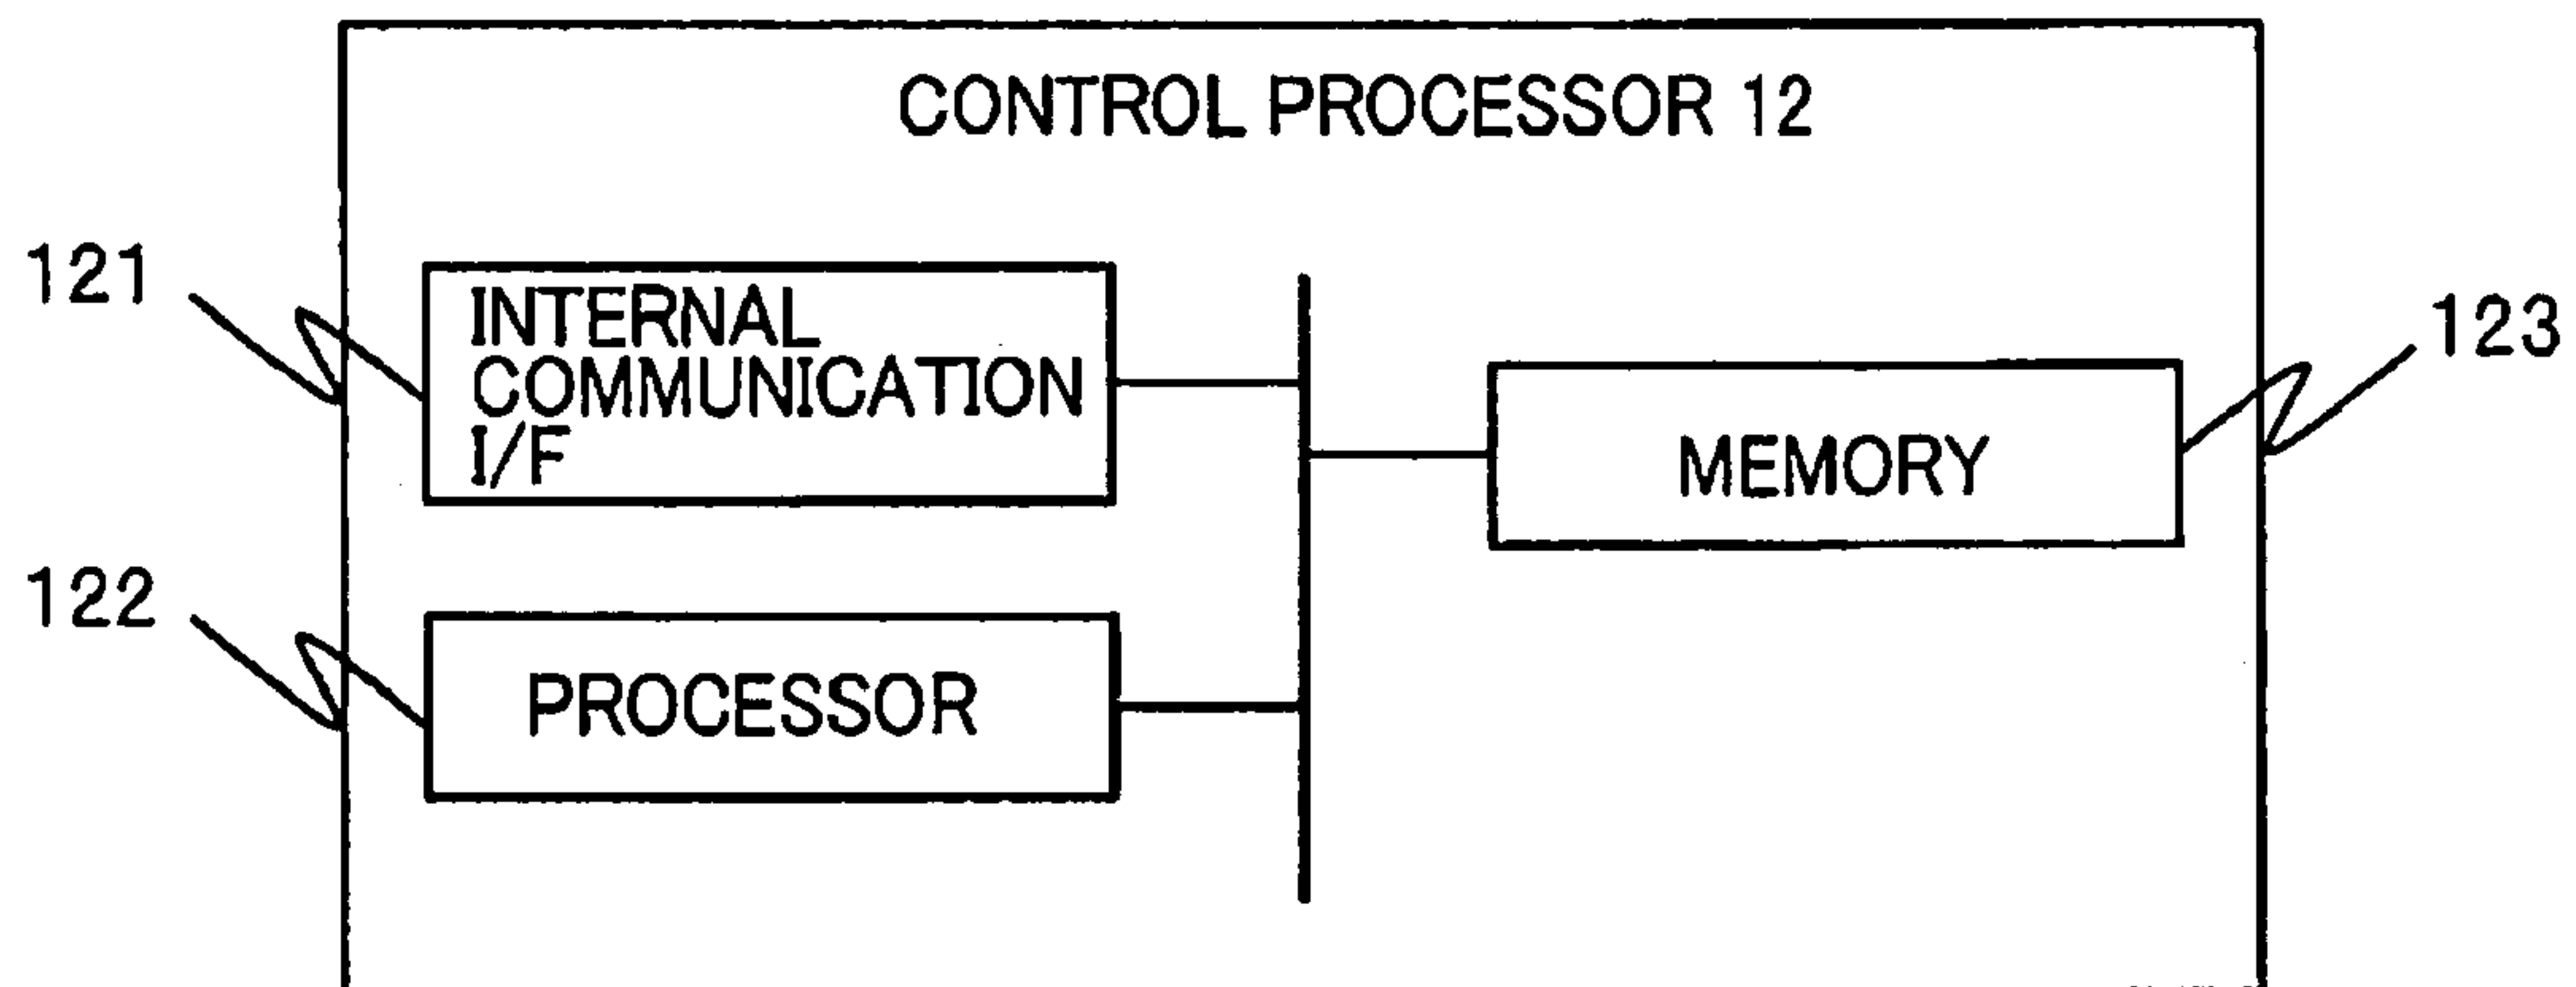 CONTROL PROCESSOR 12
121
INTERNAL
COMMUNICATION
I/F
123
MEMORY
122
PROCESSOR